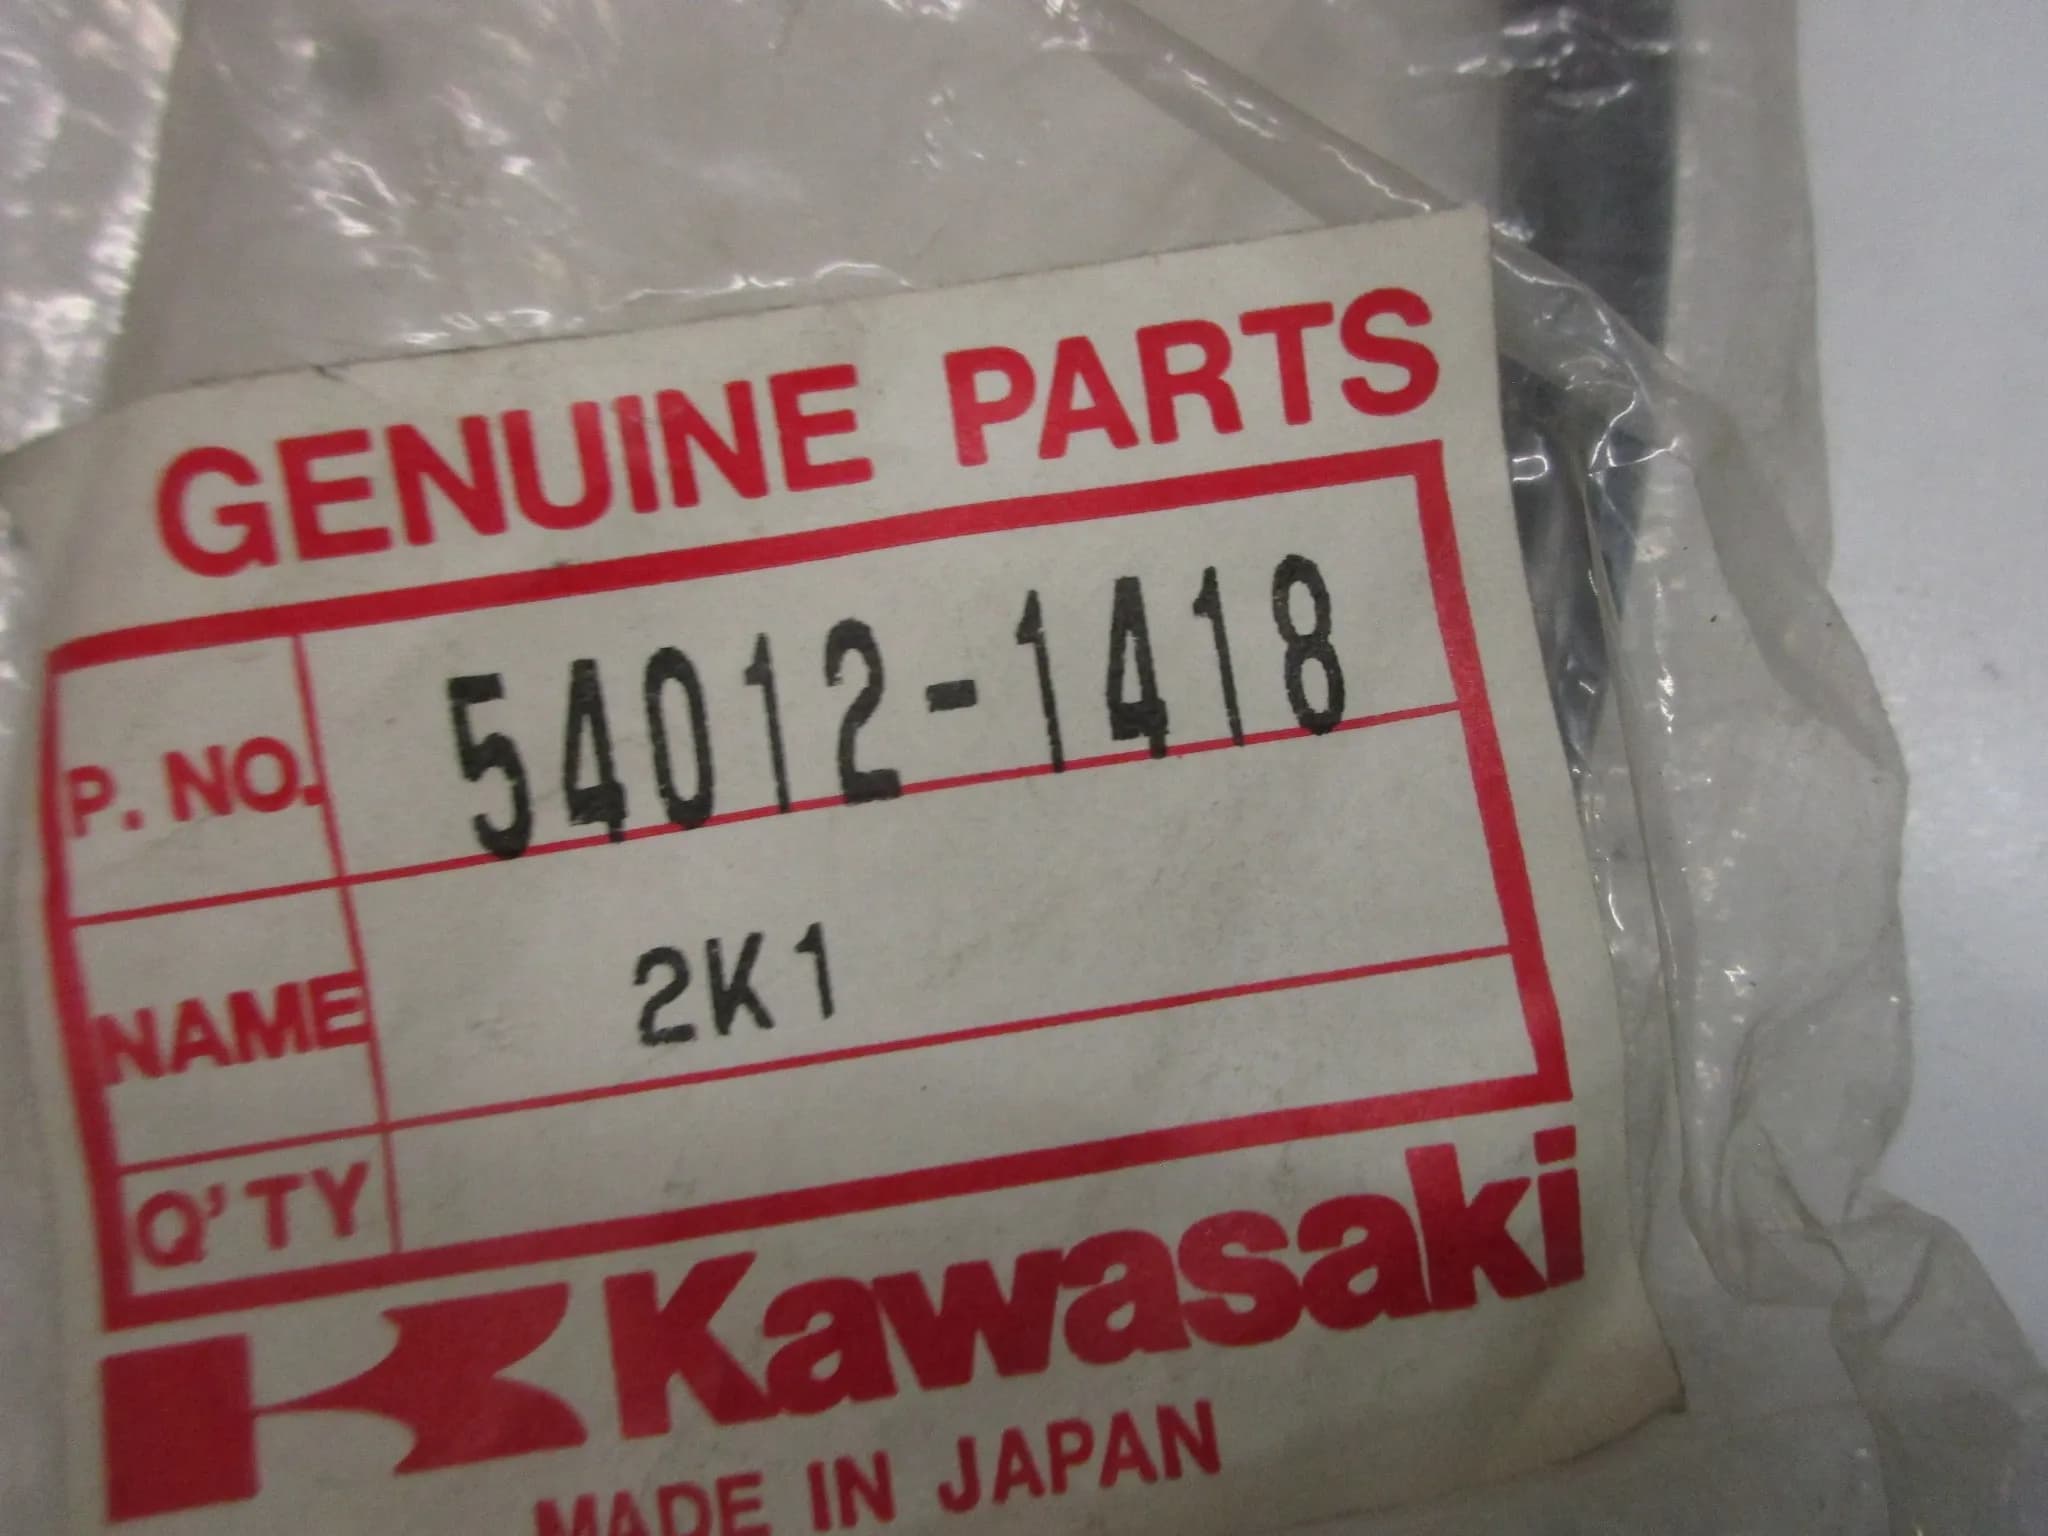 GENUINE PARTS
P. NO. 54012-1418
NAME 2K1
Q'TY
Kawasaki
MADE IN JAPAN